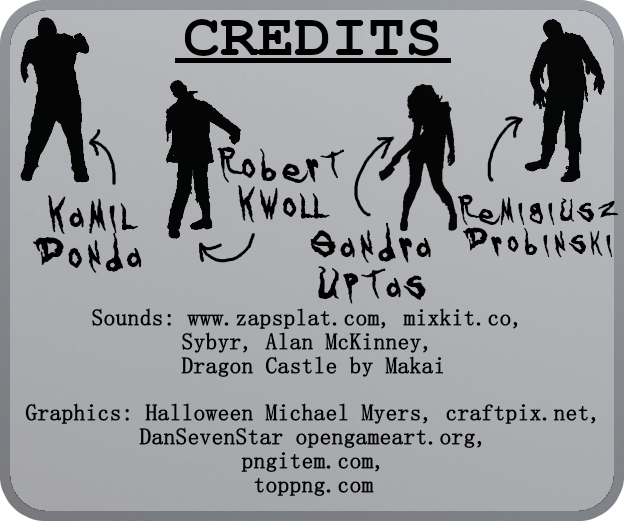 CREDITS
KaMIL
Donda
RoberT
KWoLL
SaNdra
UPTaS
ReMIGIUSZ
DrobINSKI
Sounds: www.zapsplat.com, mixkit.co,
Sybyr, Alan McKinney,
Dragon Castle by Makai
Graphics: Halloween Michael Myers, craftpix.net,
DanSevenStar opengameart.org,
pngitem.com,
toppng.com